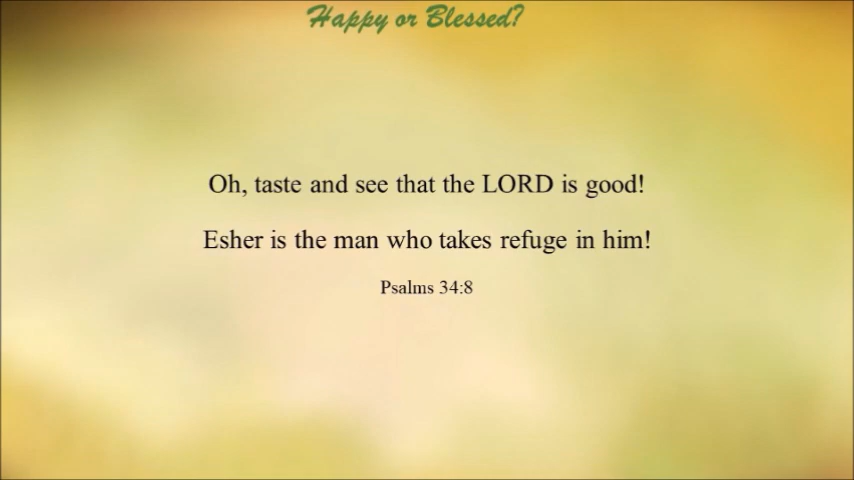 Happy or Blessed?
Oh, taste and see that the LORD is good!
Esher is the man who takes refuge in him!
Psalms 34:8